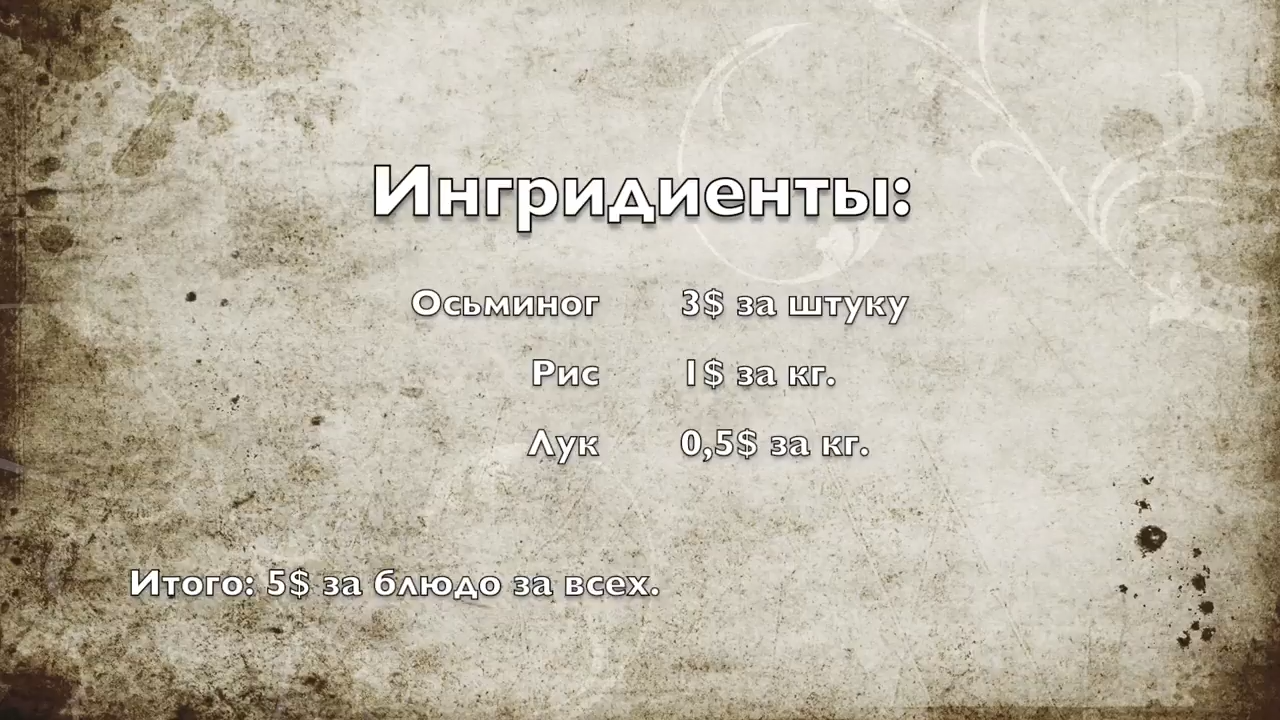 Ингридиенты:
Осьминог 3$ за штуку
Рис 1$ за кг.
Лук 0,5$ за кг.
Итого: 5$ за блюдо за всех.